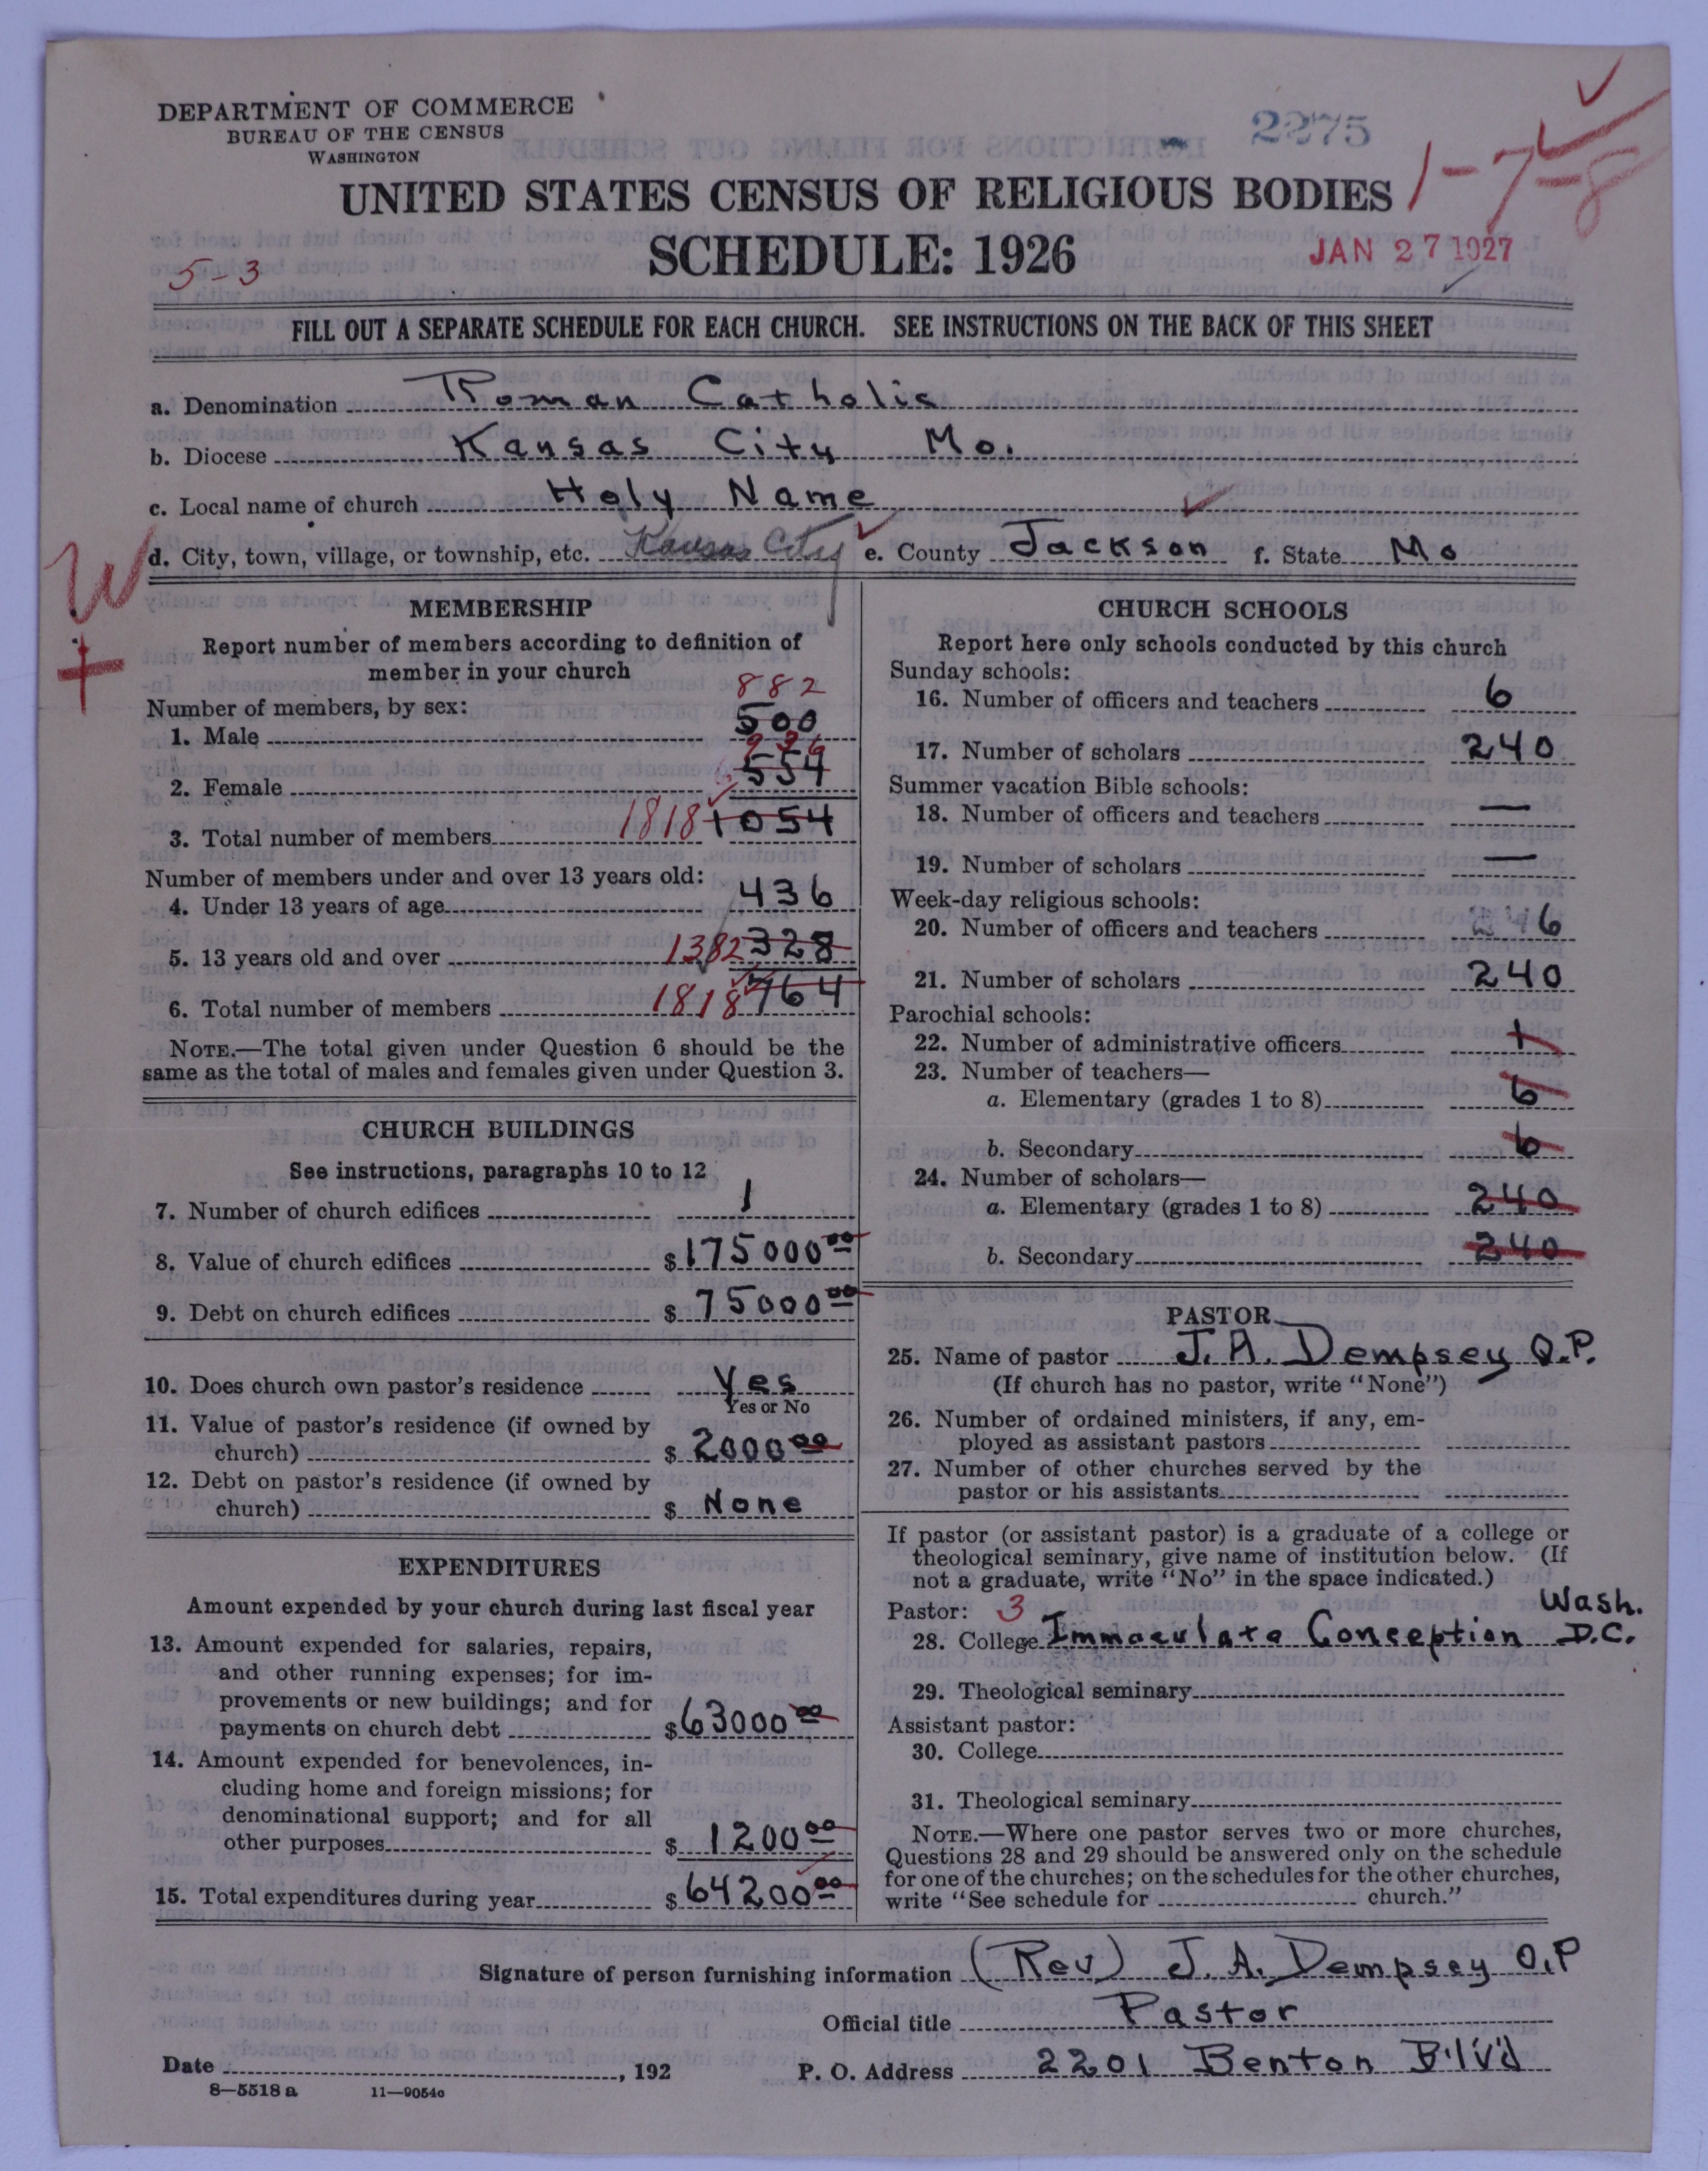 DEPARTMENT OF COMMERCE
BUREAU OF THE CENSUS
WASHINGTON
2275
1-7-8
UNITED STATES CENSUS OF RELIGIOUS BODIES
SCHEDULE: 1926
JAN 27 1927
5-3
FILL OUT A SEPARATE SCHEDULE FOR EACH CHURCH. SEE INSTRUCTIONS ON THE BACK OF THIS SHEET
a. Denomination Roman Catholic
b. Diocese Kansas City Mo.
c. Local name of church Holy Name
d. City, town, village, or township, etc. Kansas City e. County Jackson f. State Mo
W
MEMBERSHIP
Report number of members according to definition of
member in your church
882
Number of members, by sex:
1. Male 500
936
2. Female 554
3. Total number of members 1818 1054
Number of members under and over 13 years old:
4. Under 13 years of age 436
5. 13 years old and over 1382 328
6. Total number of members 1818 764
NOTE.—The total given under Question 6 should be the
same as the total of males and females given under Question 3.
CHURCH BUILDINGS
See instructions, paragraphs 10 to 12
7. Number of church edifices 1
8. Value of church edifices $175000 00
9. Debt on church edifices $ 75000 00
10. Does church own pastor's residence Yes
Yes or No
11. Value of pastor's residence (if owned by
church) $ 2000 00
12. Debt on pastor's residence (if owned by
church) $ None
EXPENDITURES
Amount expended by your church during last fiscal year
13. Amount expended for salaries, repairs,
and other running expenses; for im-
provements or new buildings; and for
payments on church debt $63000 00
14. Amount expended for benevolences, in-
cluding home and foreign missions; for
denominational support; and for all
other purposes $ 1200 00
15. Total expenditures during year $ 64200 00
CHURCH SCHOOLS
Report here only schools conducted by this church
Sunday schools:
16. Number of officers and teachers 6
17. Number of scholars 240
Summer vacation Bible schools:
18. Number of officers and teachers —
19. Number of scholars —
Week-day religious schools:
20. Number of officers and teachers 6
21. Number of scholars 240
Parochial schools:
22. Number of administrative officers 1
23. Number of teachers—
a. Elementary (grades 1 to 8) 6
b. Secondary 6
24. Number of scholars—
a. Elementary (grades 1 to 8) 240
b. Secondary 240
PASTOR
25. Name of pastor J. A. Dempsey O.P.
(If church has no pastor, write "None")
26. Number of ordained ministers, if any, em-
ployed as assistant pastors
27. Number of other churches served by the
pastor or his assistants
If pastor (or assistant pastor) is a graduate of a college or
theological seminary, give name of institution below. (If
not a graduate, write "No" in the space indicated.)
Pastor: 3 Wash.
28. College Immaculate Conception D.C.
29. Theological seminary
Assistant pastor:
30. College
31. Theological seminary
NOTE.—Where one pastor serves two or more churches,
Questions 28 and 29 should be answered only on the schedule
for one of the churches; on the schedules for the other churches,
write "See schedule for church."
Signature of person furnishing information (Rev) J. A. Dempsey O.P
Official title Pastor
Date , 192 P. O. Address 2201 Benton Bl'v'd
8—5518 a 11—9054o